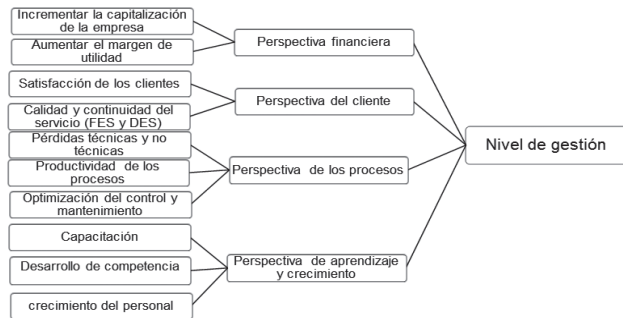 Incrementar la capitalización
de la empresa
Aumentar el margen de
utilidad
Perspectiva financiera
Satisfacción de los clientes
Calidad y continuidad del
servicio (FES y DES)
Perspectiva del cliente
Pérdidas técnicas y no
técnicas
Productividad de los
procesos
Optimización del control y
mantenimiento
Perspectiva de los procesos
Capacitación
Desarrollo de competencia
crecimiento del personal
Perspectiva de aprendizaje
y crecimiento
Nivel de gestión